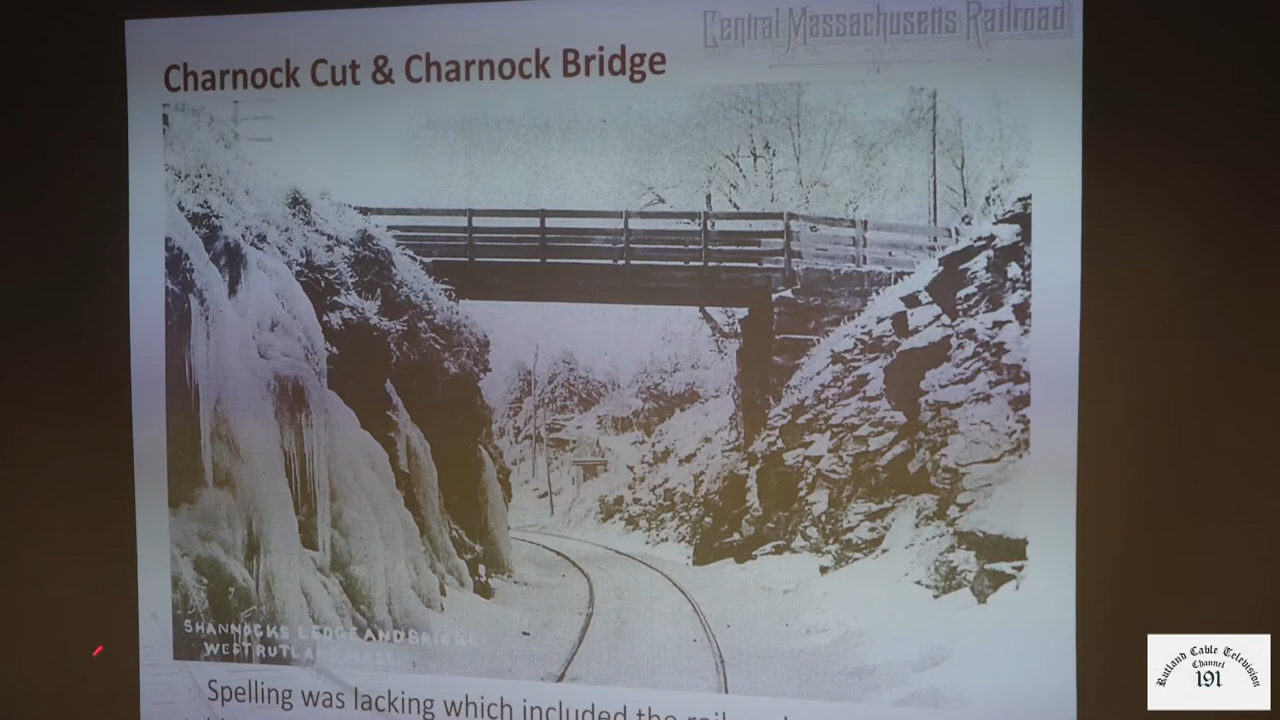 Central Massachusetts Railroad
Charnock Cut & Charnock Bridge
SHANNOCKS LEDGE AND BRIDGE
WEST RUTLAND MASS
Spelling was lacking which included the
Rutland Cable Television
Channel
191